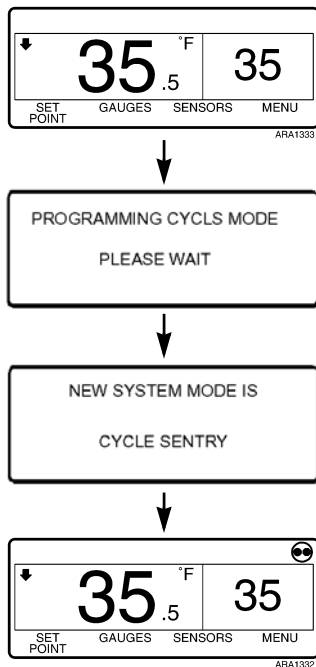 35.5 °F 35
SET POINT GAUGES SENSORS MENU
ARA1333
PROGRAMMING CYCLS MODE
PLEASE WAIT
NEW SYSTEM MODE IS
CYCLE SENTRY
35.5 °F 35
SET POINT GAUGES SENSORS MENU
ARA1332